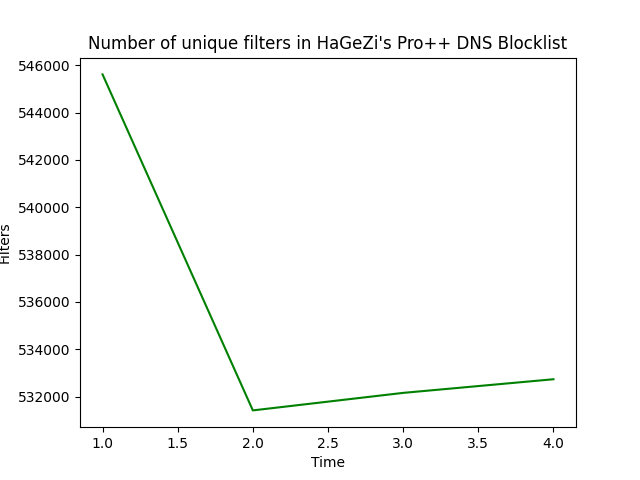 Number of unique filters in HaGeZi's Pro++ DNS Blocklist
546000
544000
542000
540000
538000
536000
534000
532000
Filters
1.0 1.5 2.0 2.5 3.0 3.5 4.0
Time